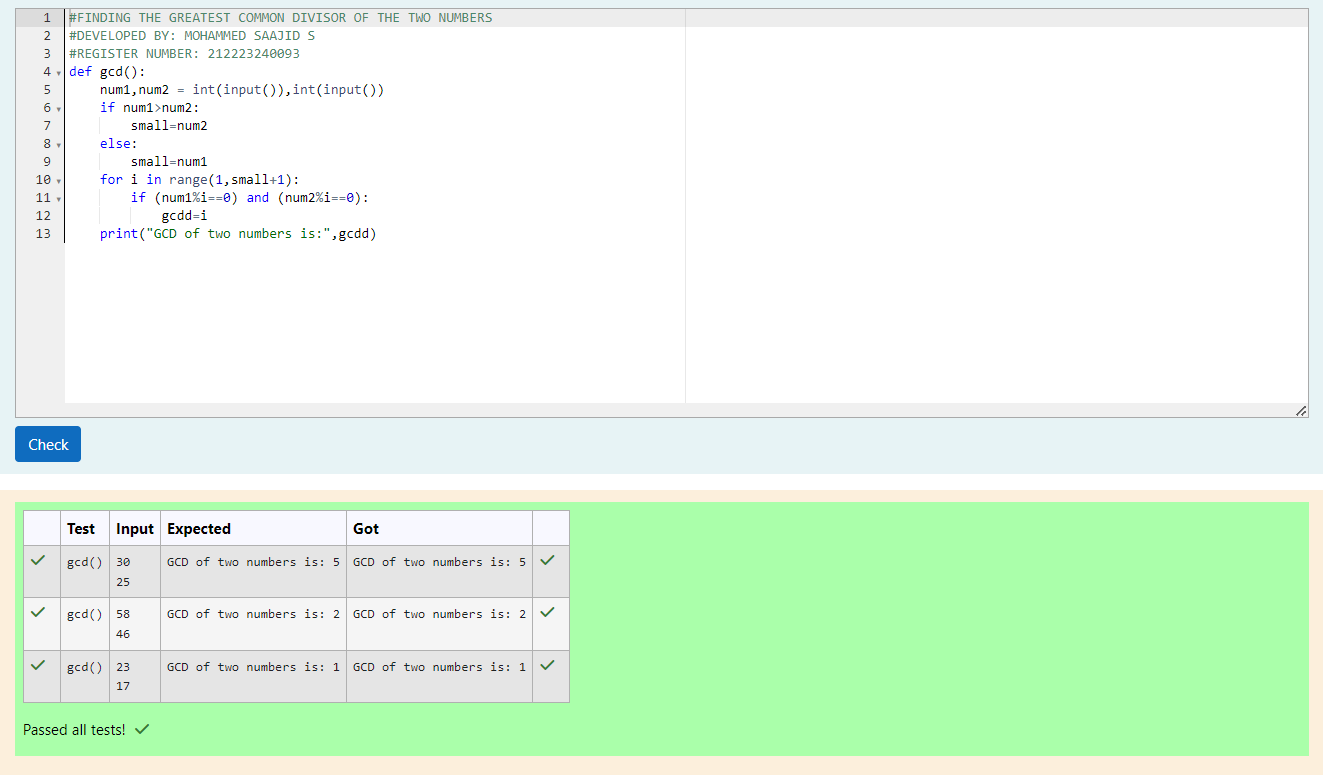 1 #FINDING THE GREATEST COMMON DIVISOR OF THE TWO NUMBERS
2 #DEVELOPED BY: MOHAMMED SAAJID S
3 #REGISTER NUMBER: 212223240093
4 def gcd():
5     num1,num2 = int(input()),int(input())
6     if num1>num2:
7         small=num2
8     else:
9         small=num1
10     for i in range(1,small+1):
11         if (num1%i==0) and (num2%i==0):
12             gcdd=i
13     print("GCD of two numbers is:",gcdd)
Check
Test Input Expected Got
gcd() 30 GCD of two numbers is: 5 GCD of two numbers is: 5
25
gcd() 58 GCD of two numbers is: 2 GCD of two numbers is: 2
46
gcd() 23 GCD of two numbers is: 1 GCD of two numbers is: 1
17
Passed all tests!